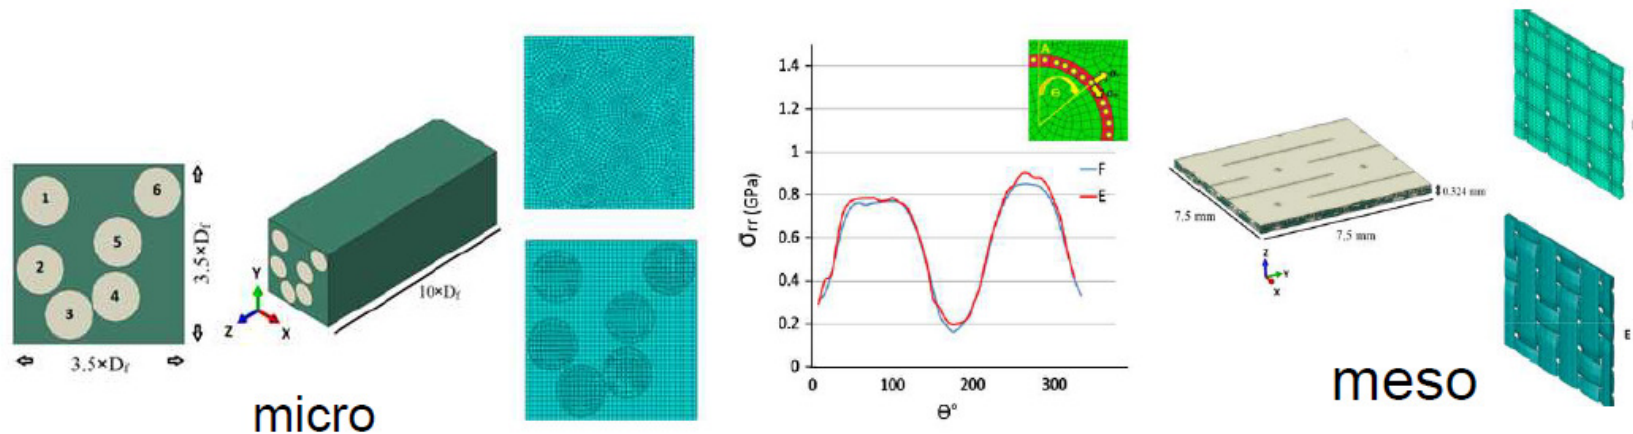 1
6
5
2
4
3
3.5×Df
3.5×Df
Y
Z
X
10×Df
micro
σrr (GPa)
1.4
1.2
1
0.8
0.6
0.4
0.2
0
0
100
200
300
Θ°
A
Θ
F
E
7.5 mm
7.5 mm
0.324 mm
Z
Y
X
meso
E